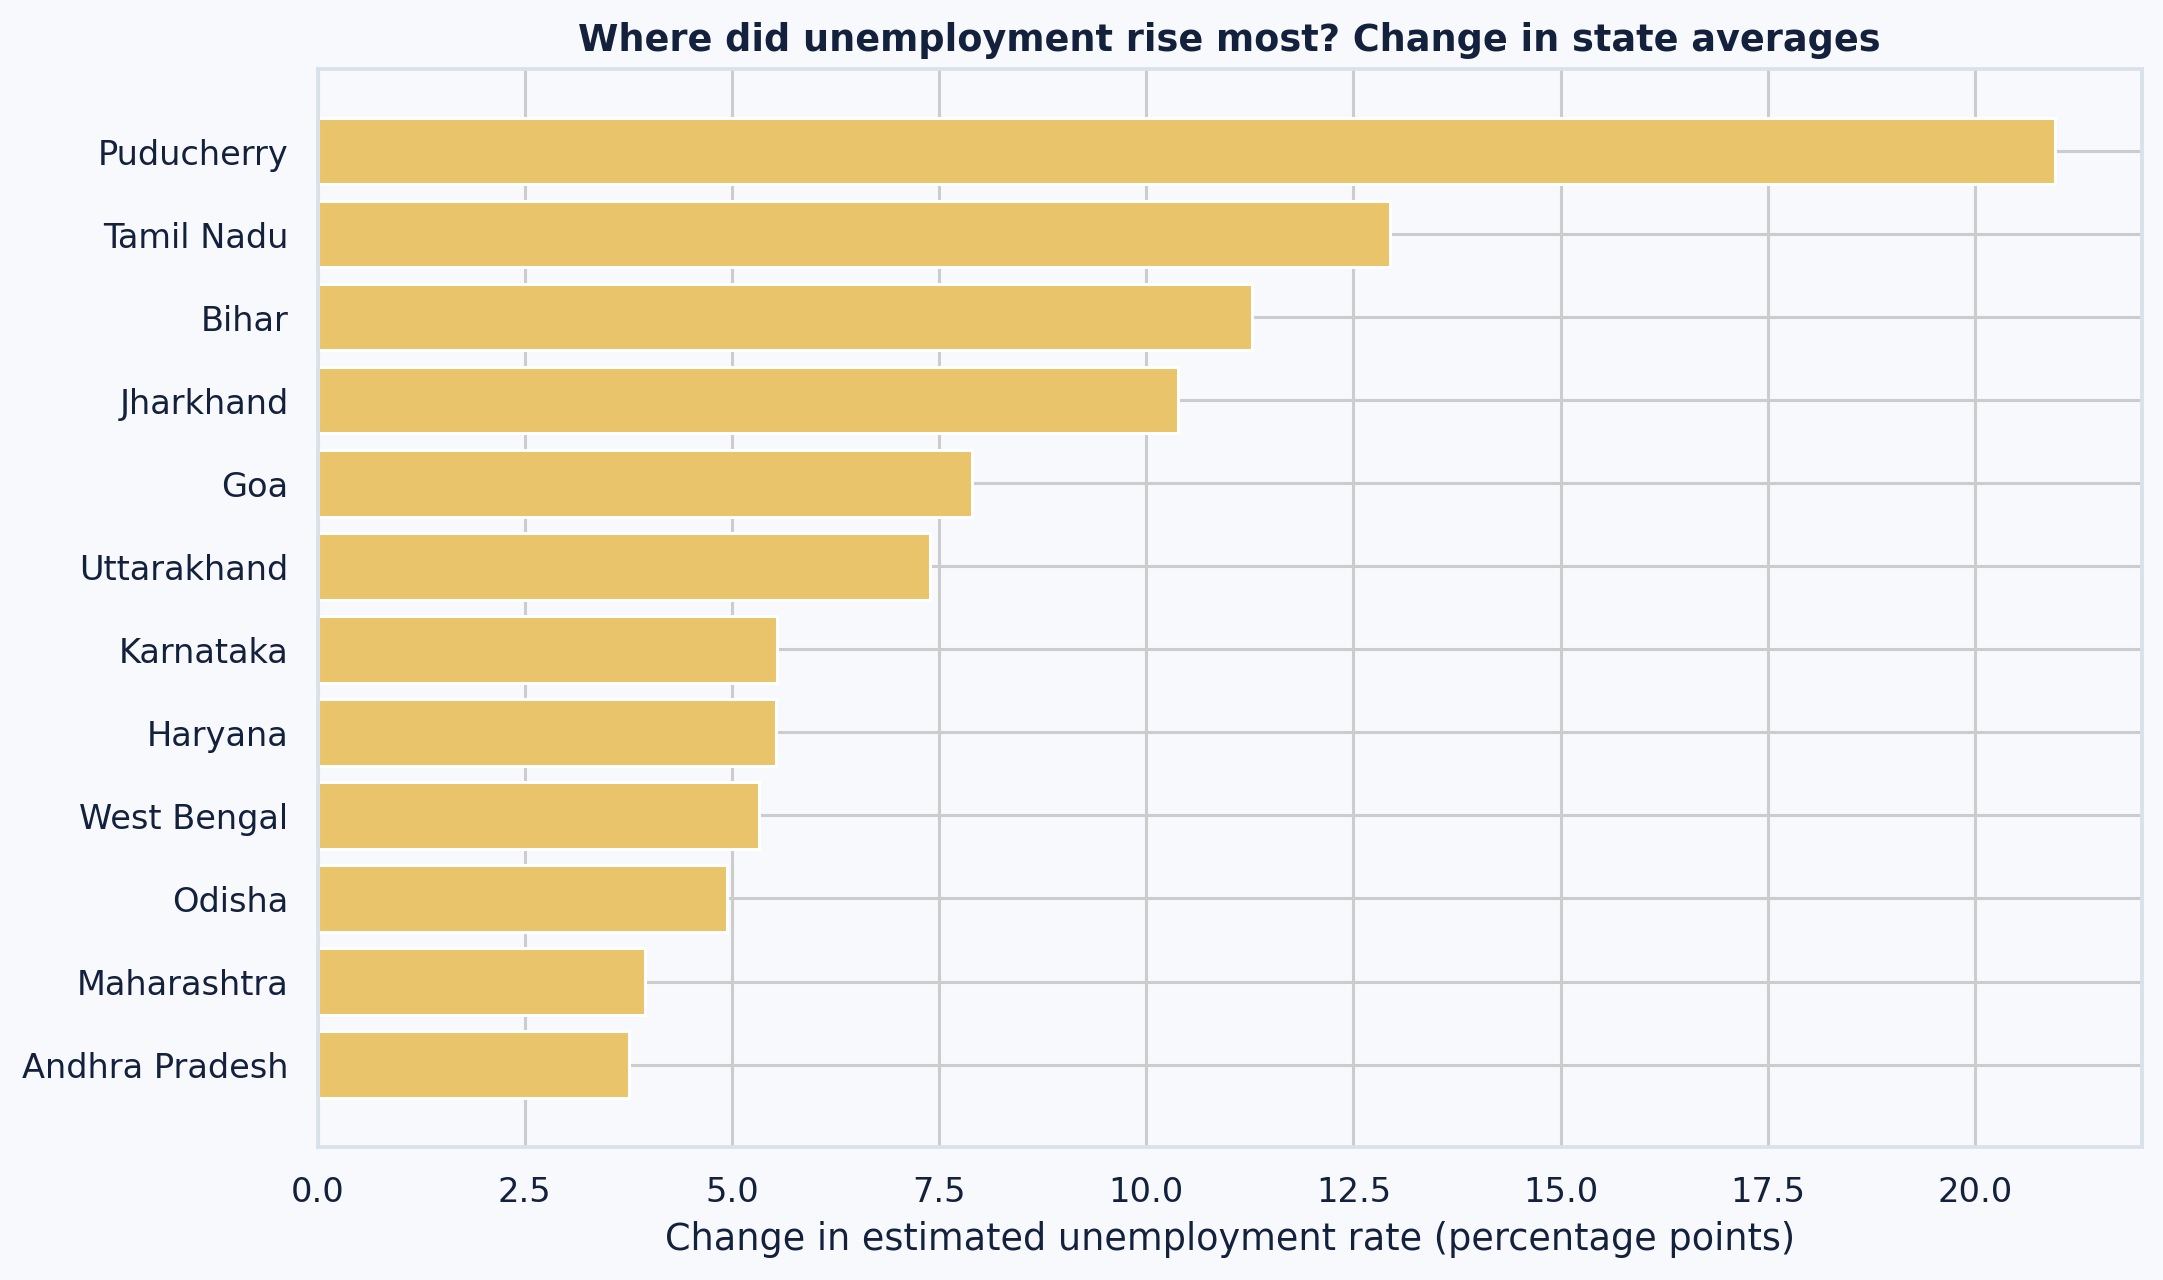 Where did unemployment rise most? Change in state averages
Puducherry
Tamil Nadu
Bihar
Jharkhand
Goa
Uttarakhand
Karnataka
Haryana
West Bengal
Odisha
Maharashtra
Andhra Pradesh
0.0 2.5 5.0 7.5 10.0 12.5 15.0 17.5 20.0
Change in estimated unemployment rate (percentage points)